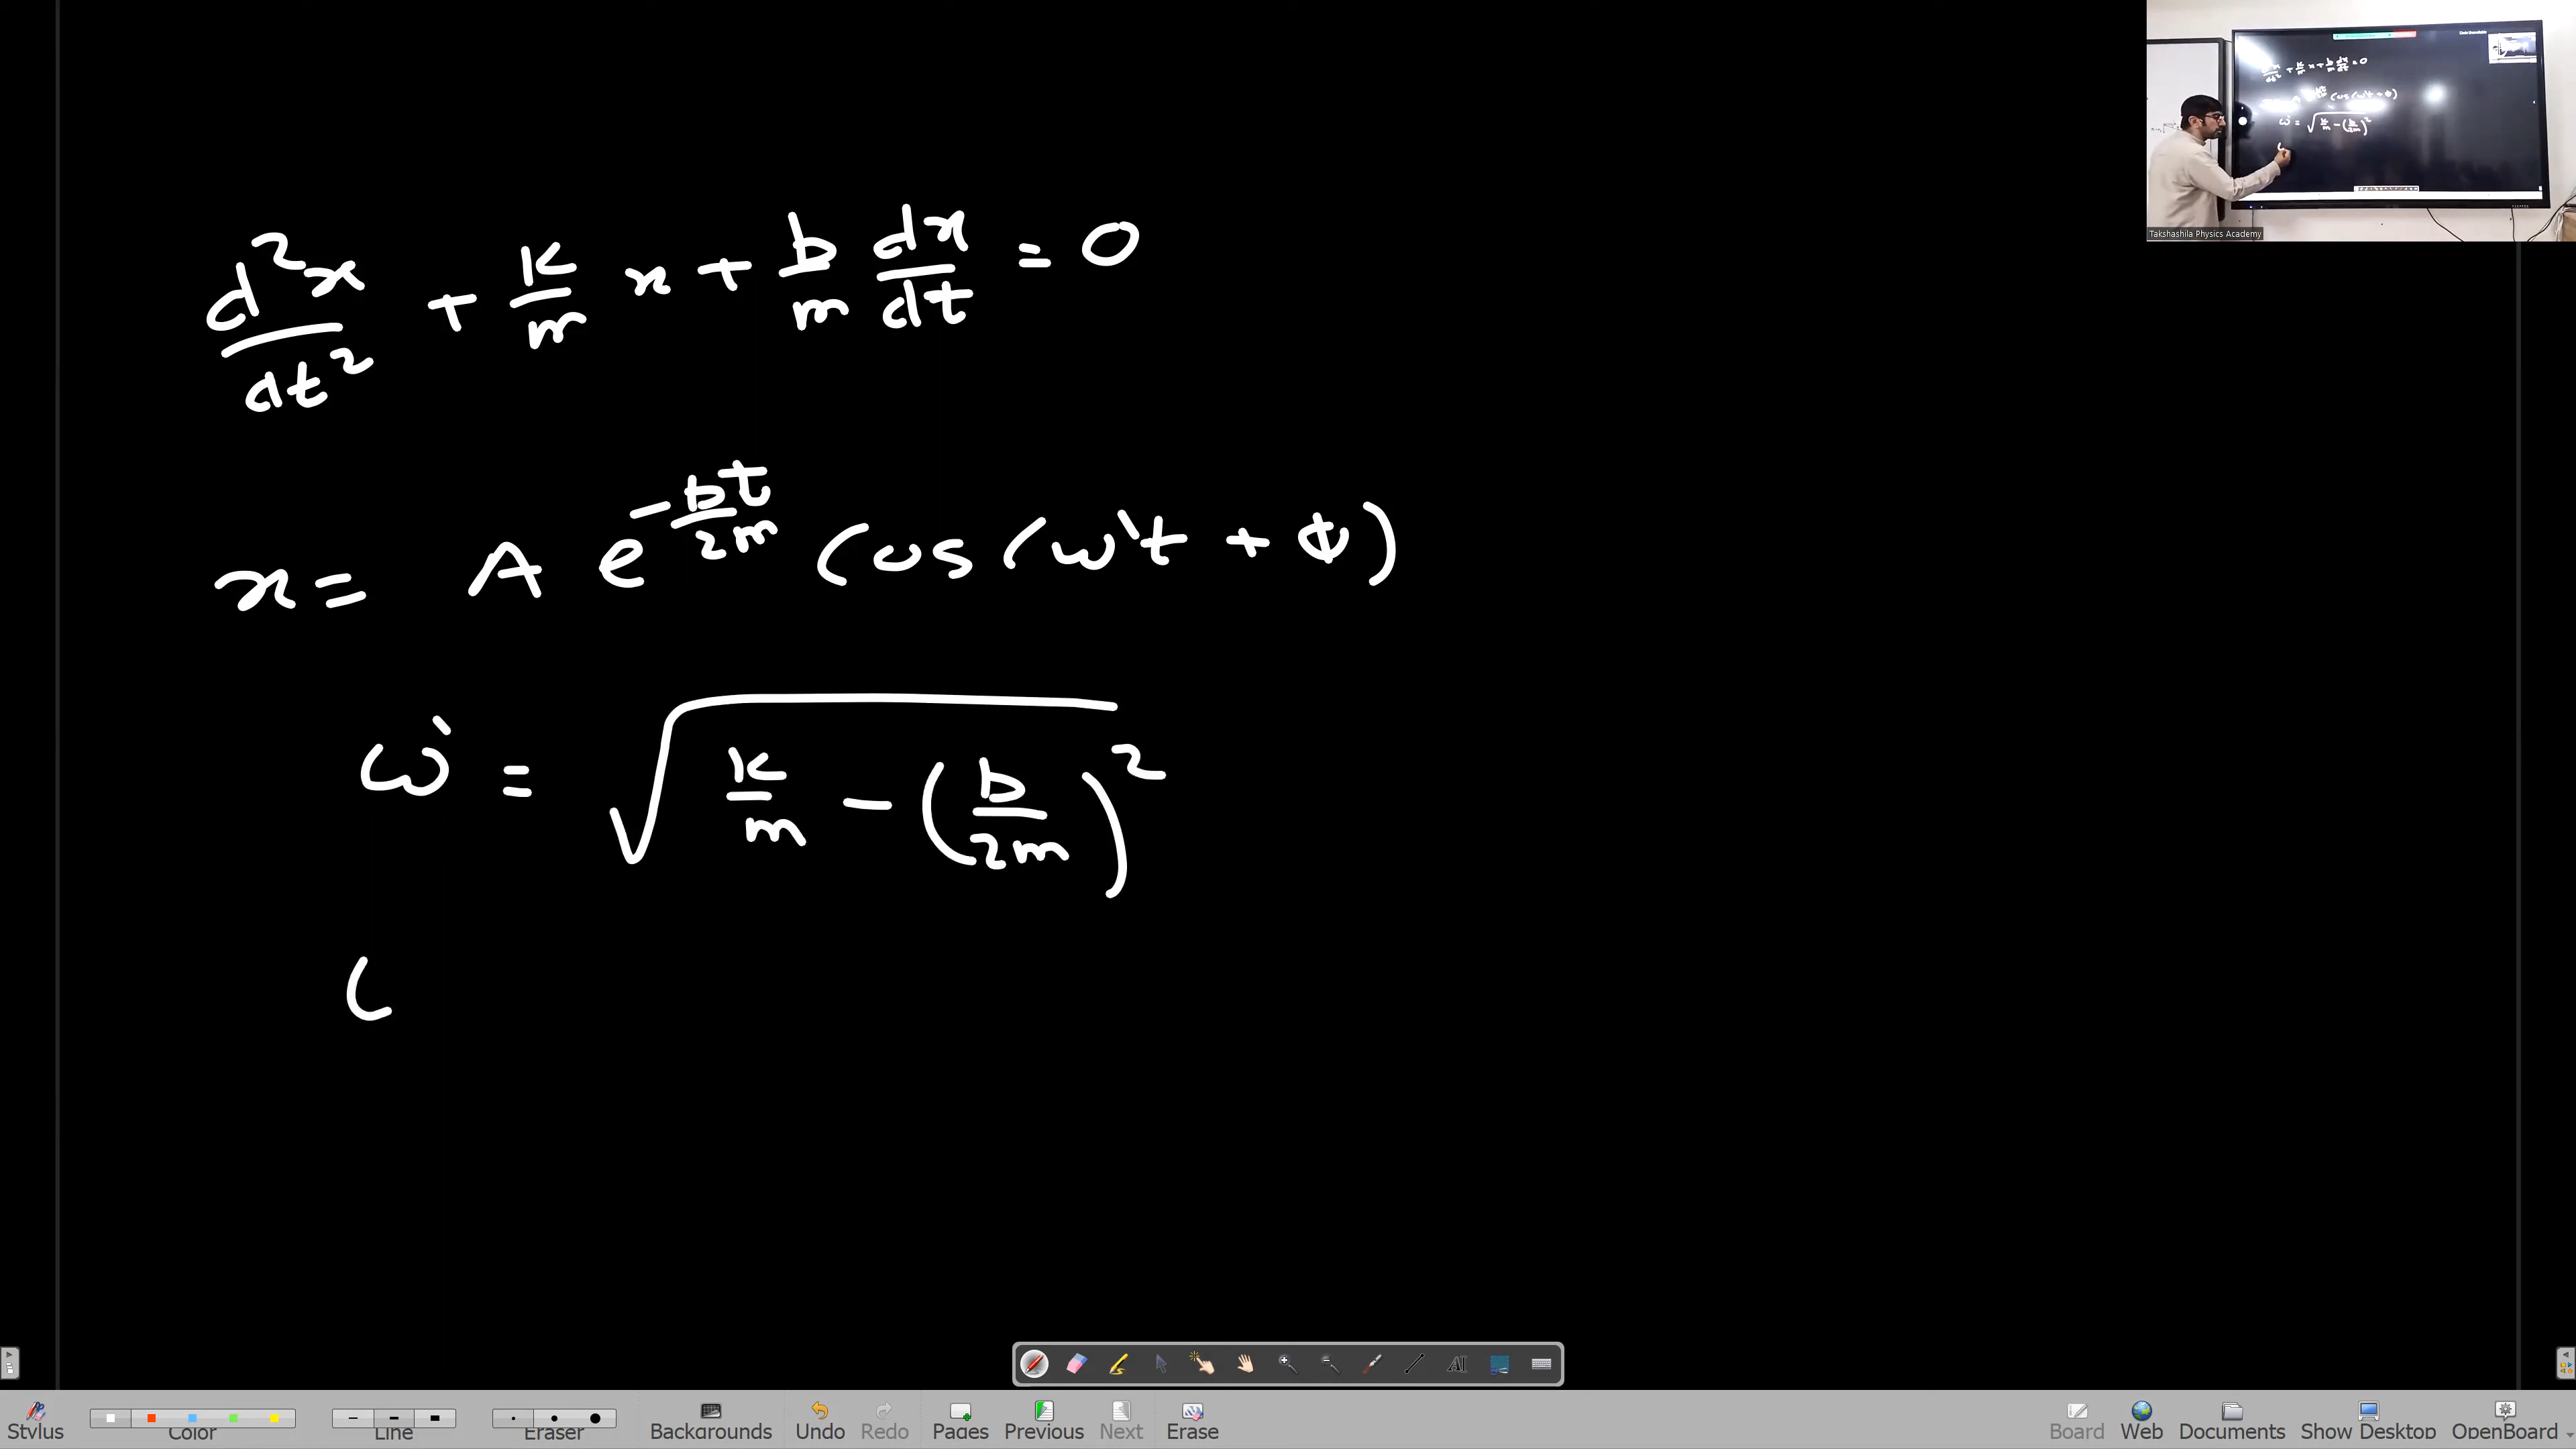 d²x/dt² + k/m x + b/m dx/dt = 0
x = A e^(-bt/2m) Cos (ω't + φ)
ω' = √(k/m - (b/2m)²)
Takshashila Physics Academy
Stylus Color Line Eraser Backgrounds Undo Redo Pages Previous Next Erase Board Web Documents Show Desktop OpenBoard